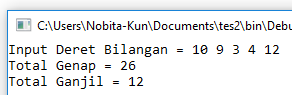 C:\Users\Nobita-Kun\Documents\tes2\bin\Debu
Input Deret Bilangan = 10 9 3 4 12
Total Genap = 26
Total Ganjil = 12